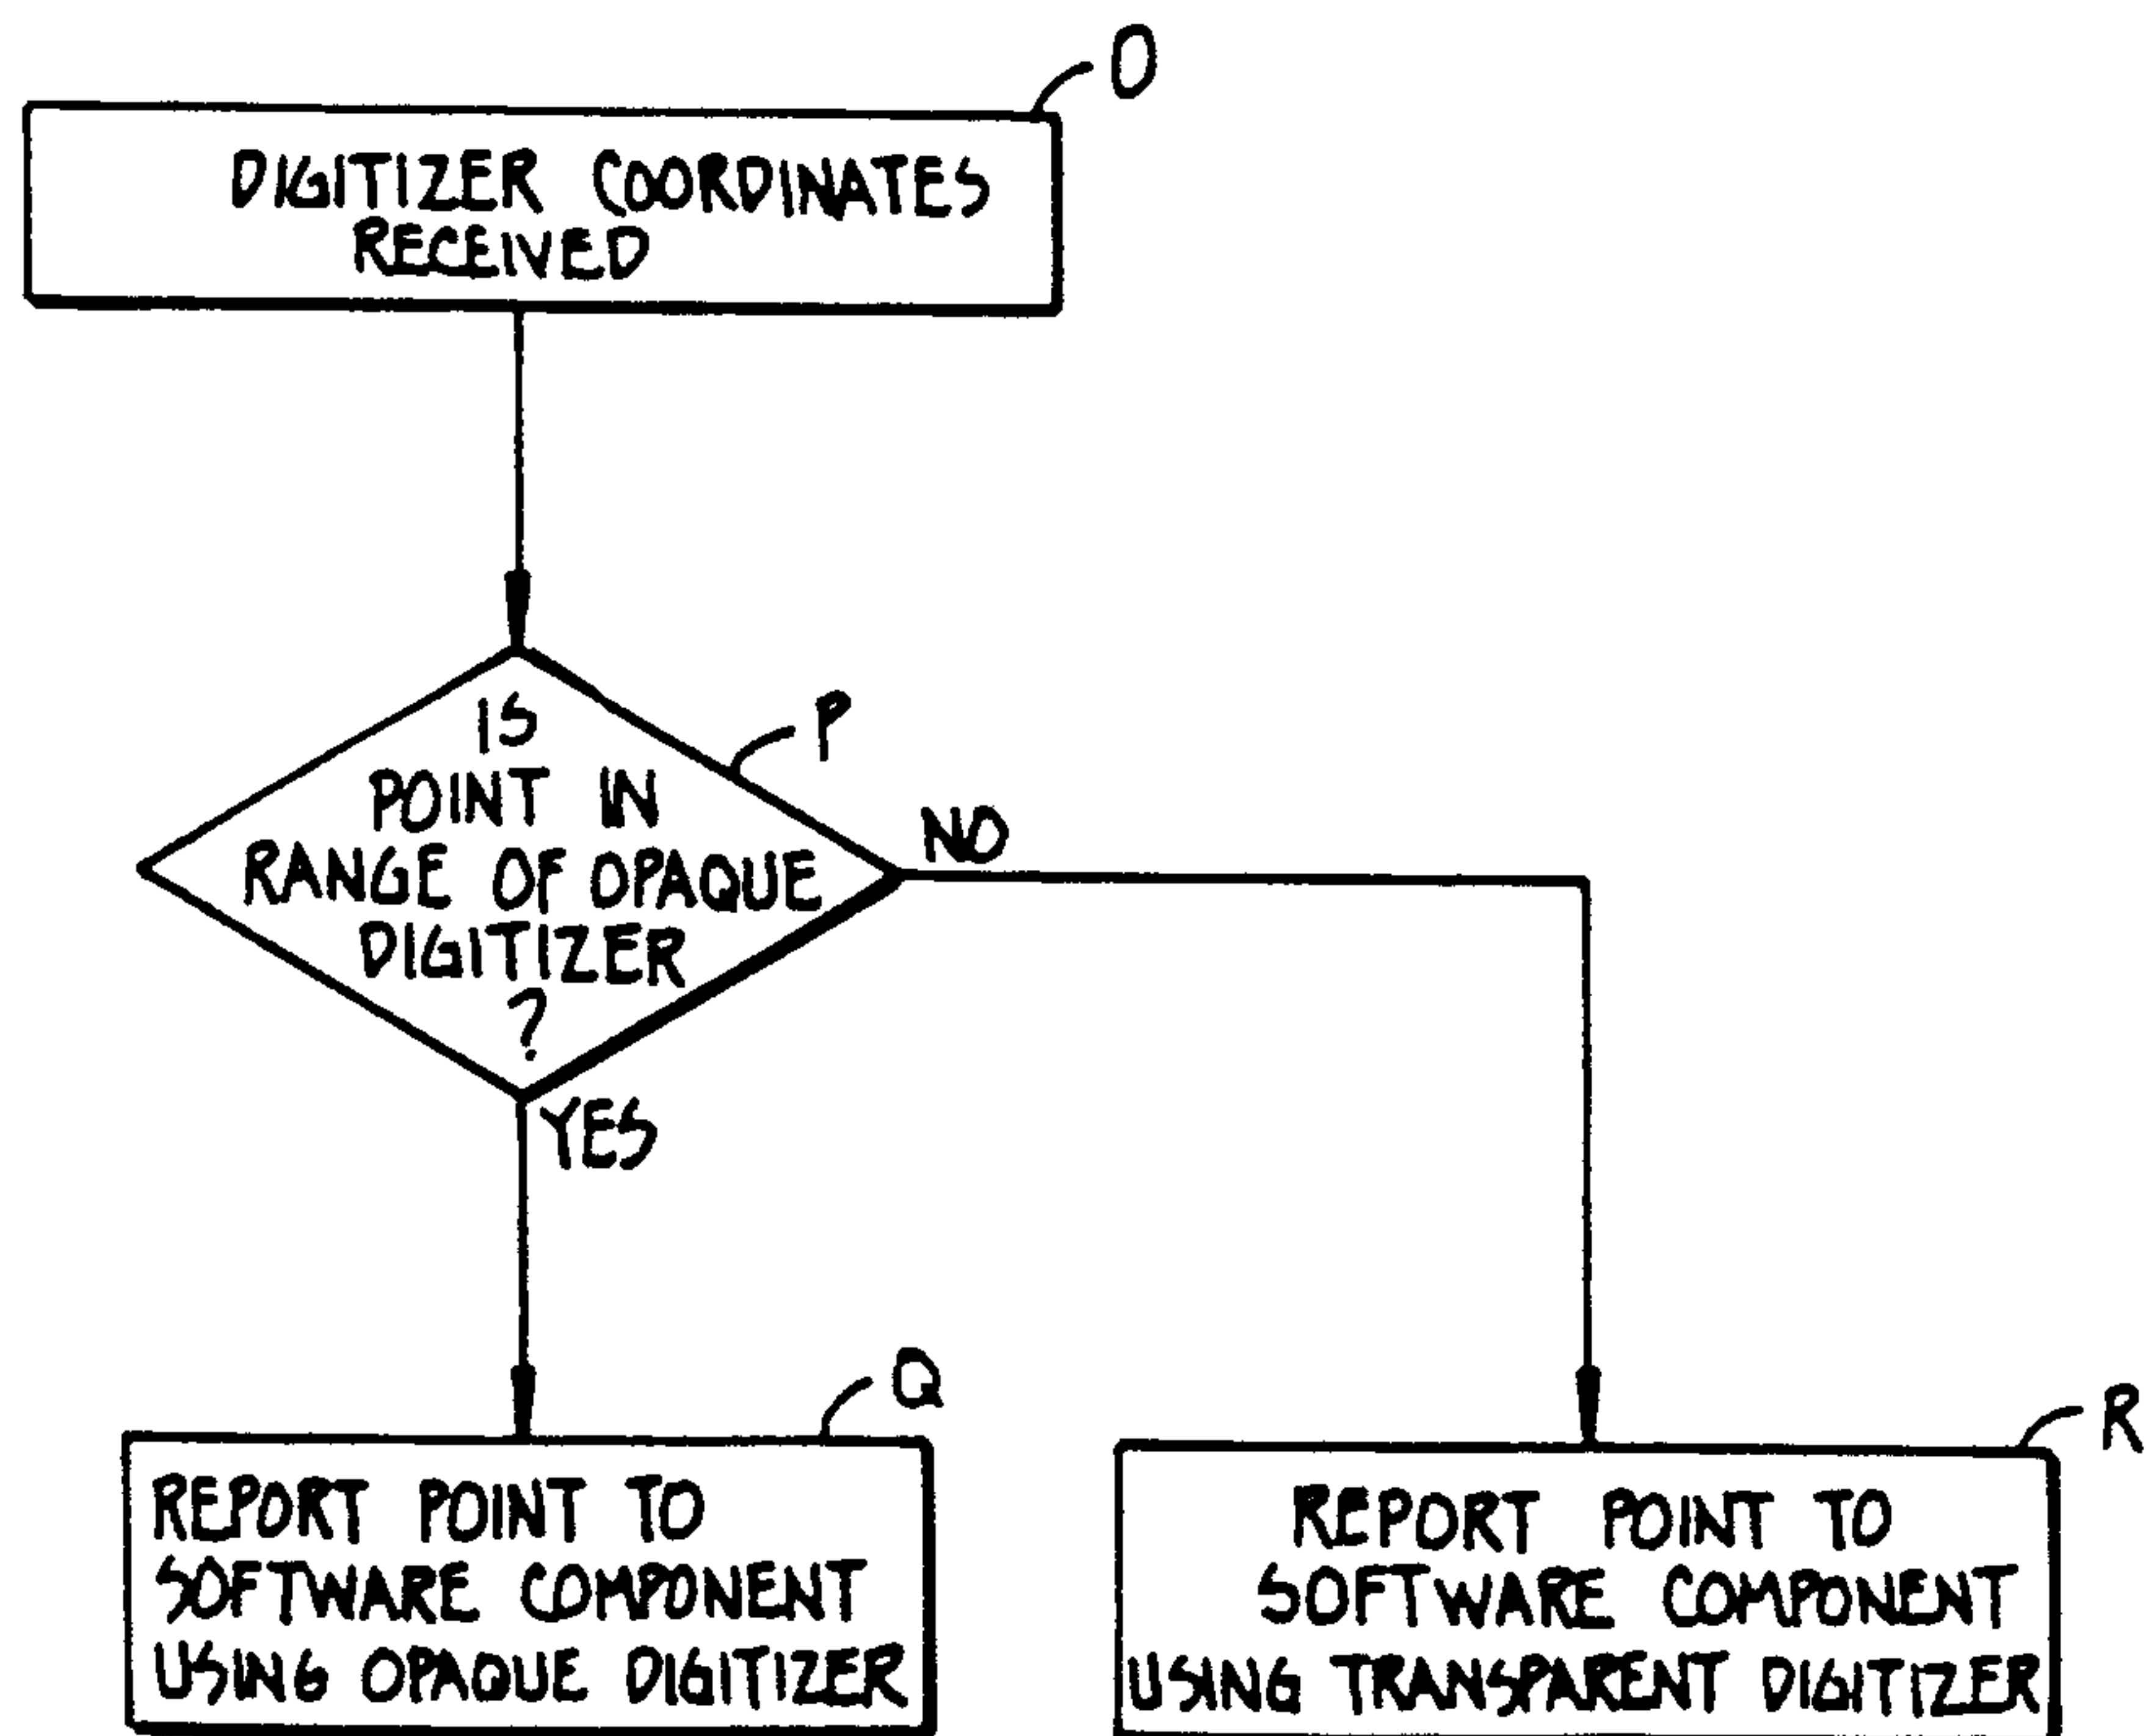 O
DIGITIZER COORDINATES
RECEIVED
P
IS
POINT IN
RANGE OF OPAQUE
DIGITIZER
?
NO
YES
Q
REPORT POINT TO
SOFTWARE COMPONENT
USING OPAQUE DIGITIZER
R
REPORT POINT TO
SOFTWARE COMPONENT
USING TRANSPARENT DIGITIZER